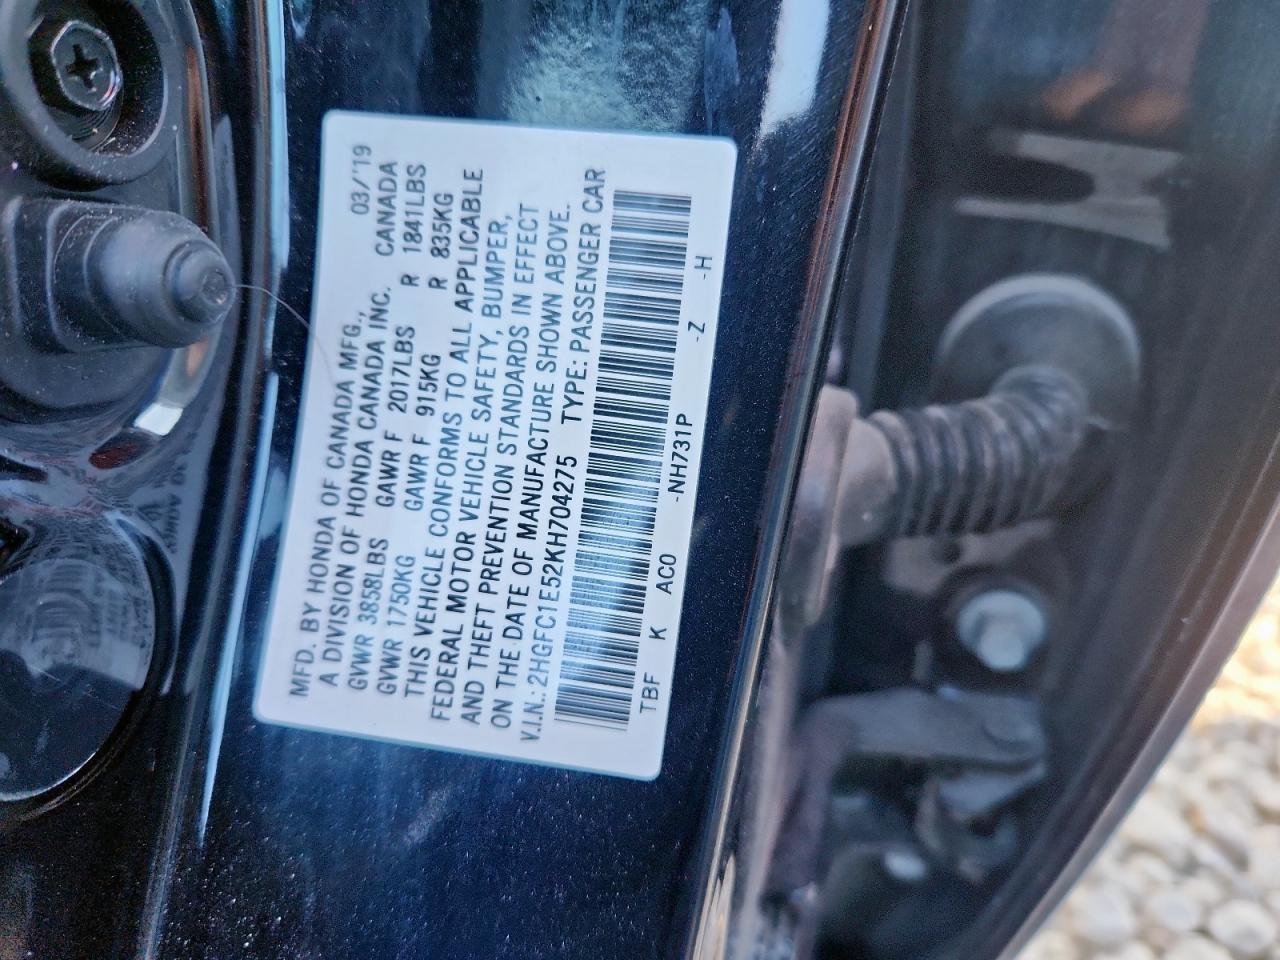 MFD. BY HONDA OF CANADA MFG., 03/'19
A DIVISION OF HONDA CANADA INC. CANADA
GVWR 3858LBS GAWR F 2017LBS R 1841LBS
GVWR 1750KG GAWR F 915KG R 835KG
THIS VEHICLE CONFORMS TO ALL APPLICABLE
FEDERAL MOTOR VEHICLE SAFETY, BUMPER,
AND THEFT PREVENTION STANDARDS IN EFFECT
ON THE DATE OF MANUFACTURE SHOWN ABOVE.
V.I.N.: 2HGFC1E52KH704275 TYPE: PASSENGER CAR
TBF K AC0 -NH731P -Z -H